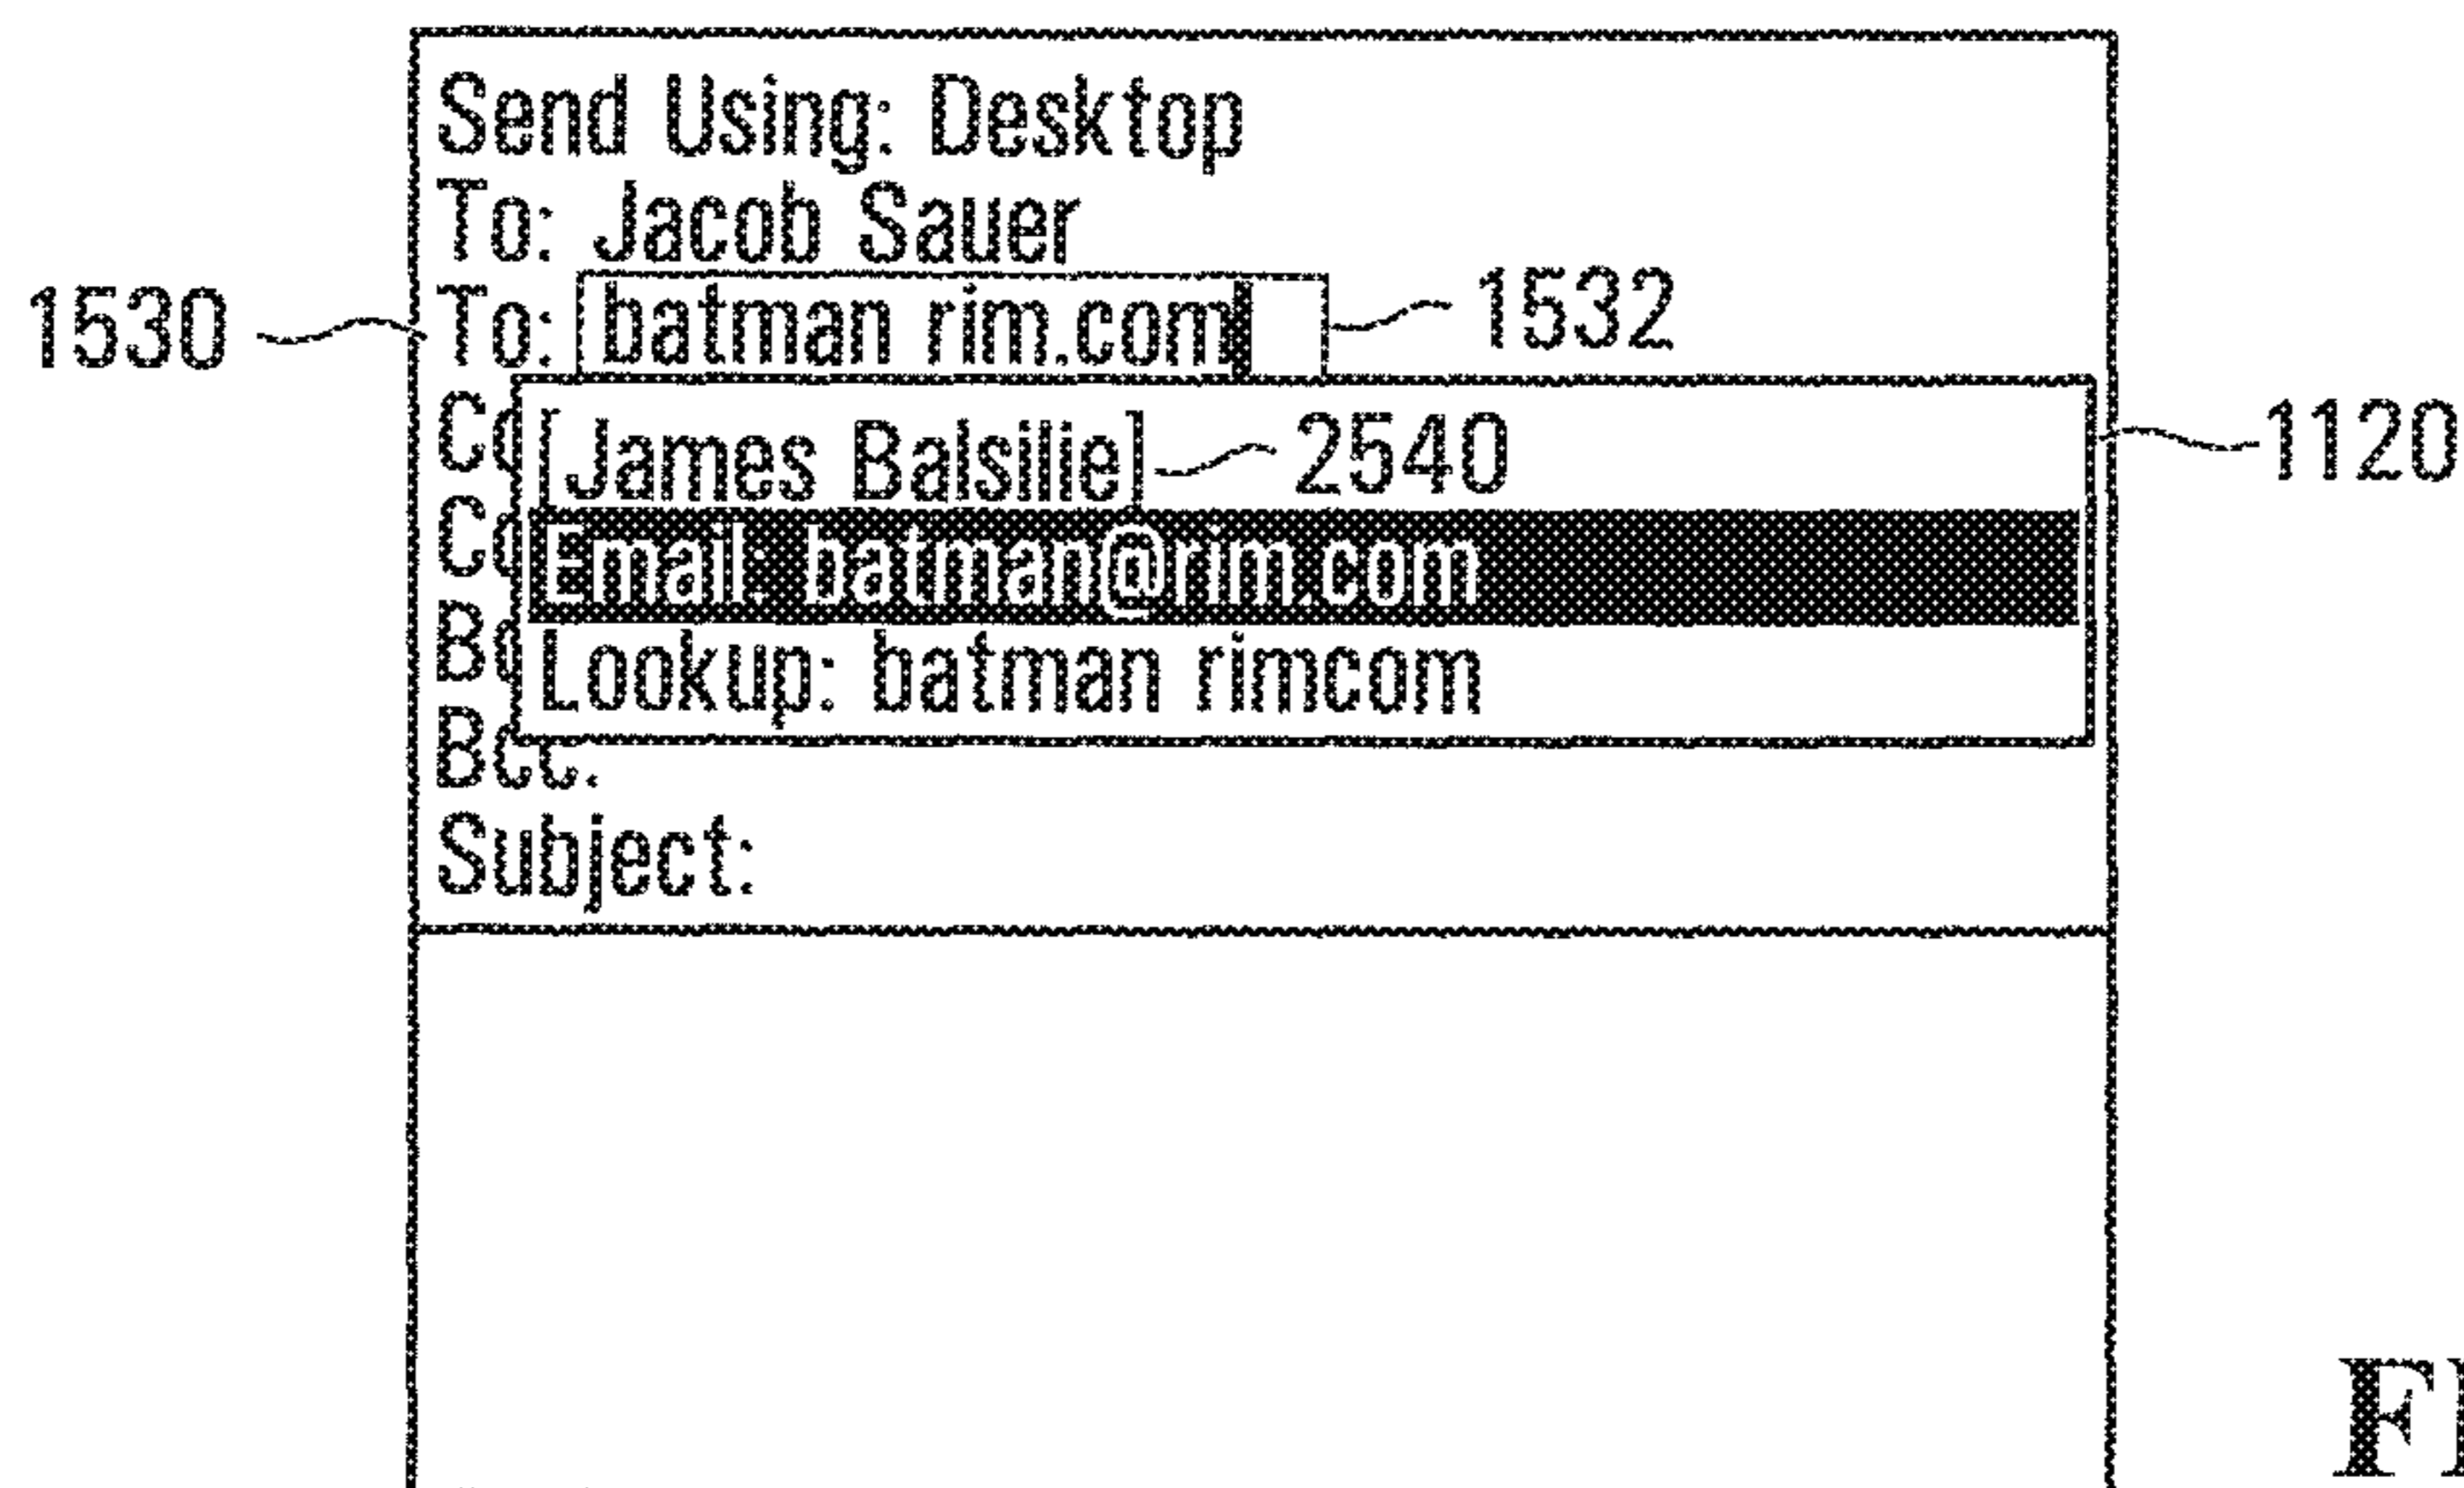 Send Using: Desktop
To: Jacob Sauer
1530 To: batman rim.com 1532
[James Balsilie] 2540 1120
Email: batman@rim.com
Lookup: batman rimcom
Bcc:
Subject: